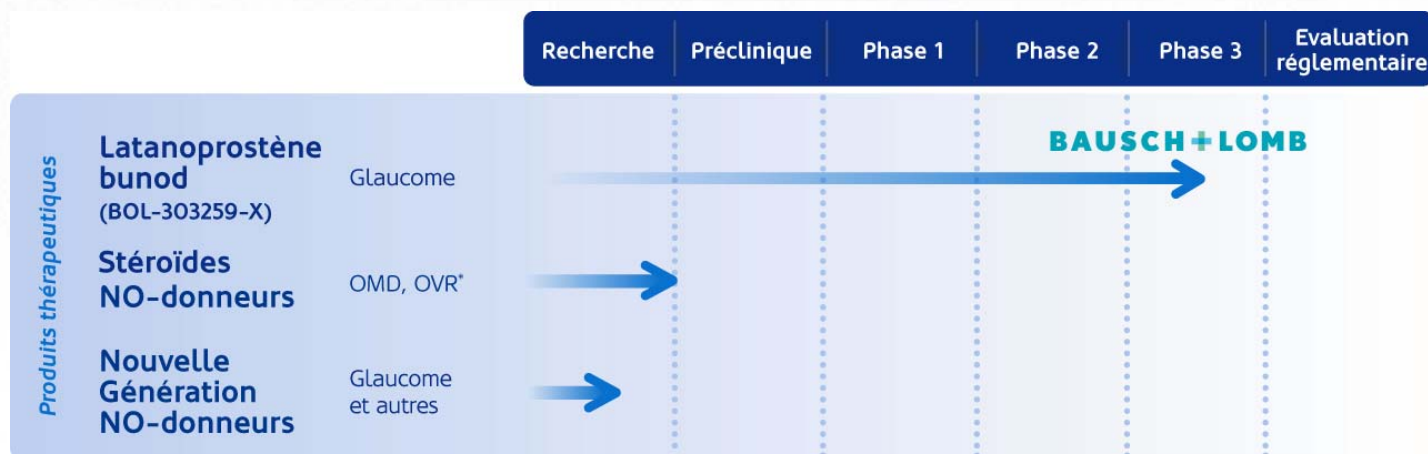 Recherche
Préclinique
Phase 1
Phase 2
Phase 3
Evaluation
réglementaire
Produits thérapeutiques
Latanoprostène
bunod
(BOL-303259-X)
Glaucome
BAUSCH+LOMB
Stéroïdes
NO-donneurs
OMD, OVR*
Nouvelle
Génération
NO-donneurs
Glaucome
et autres